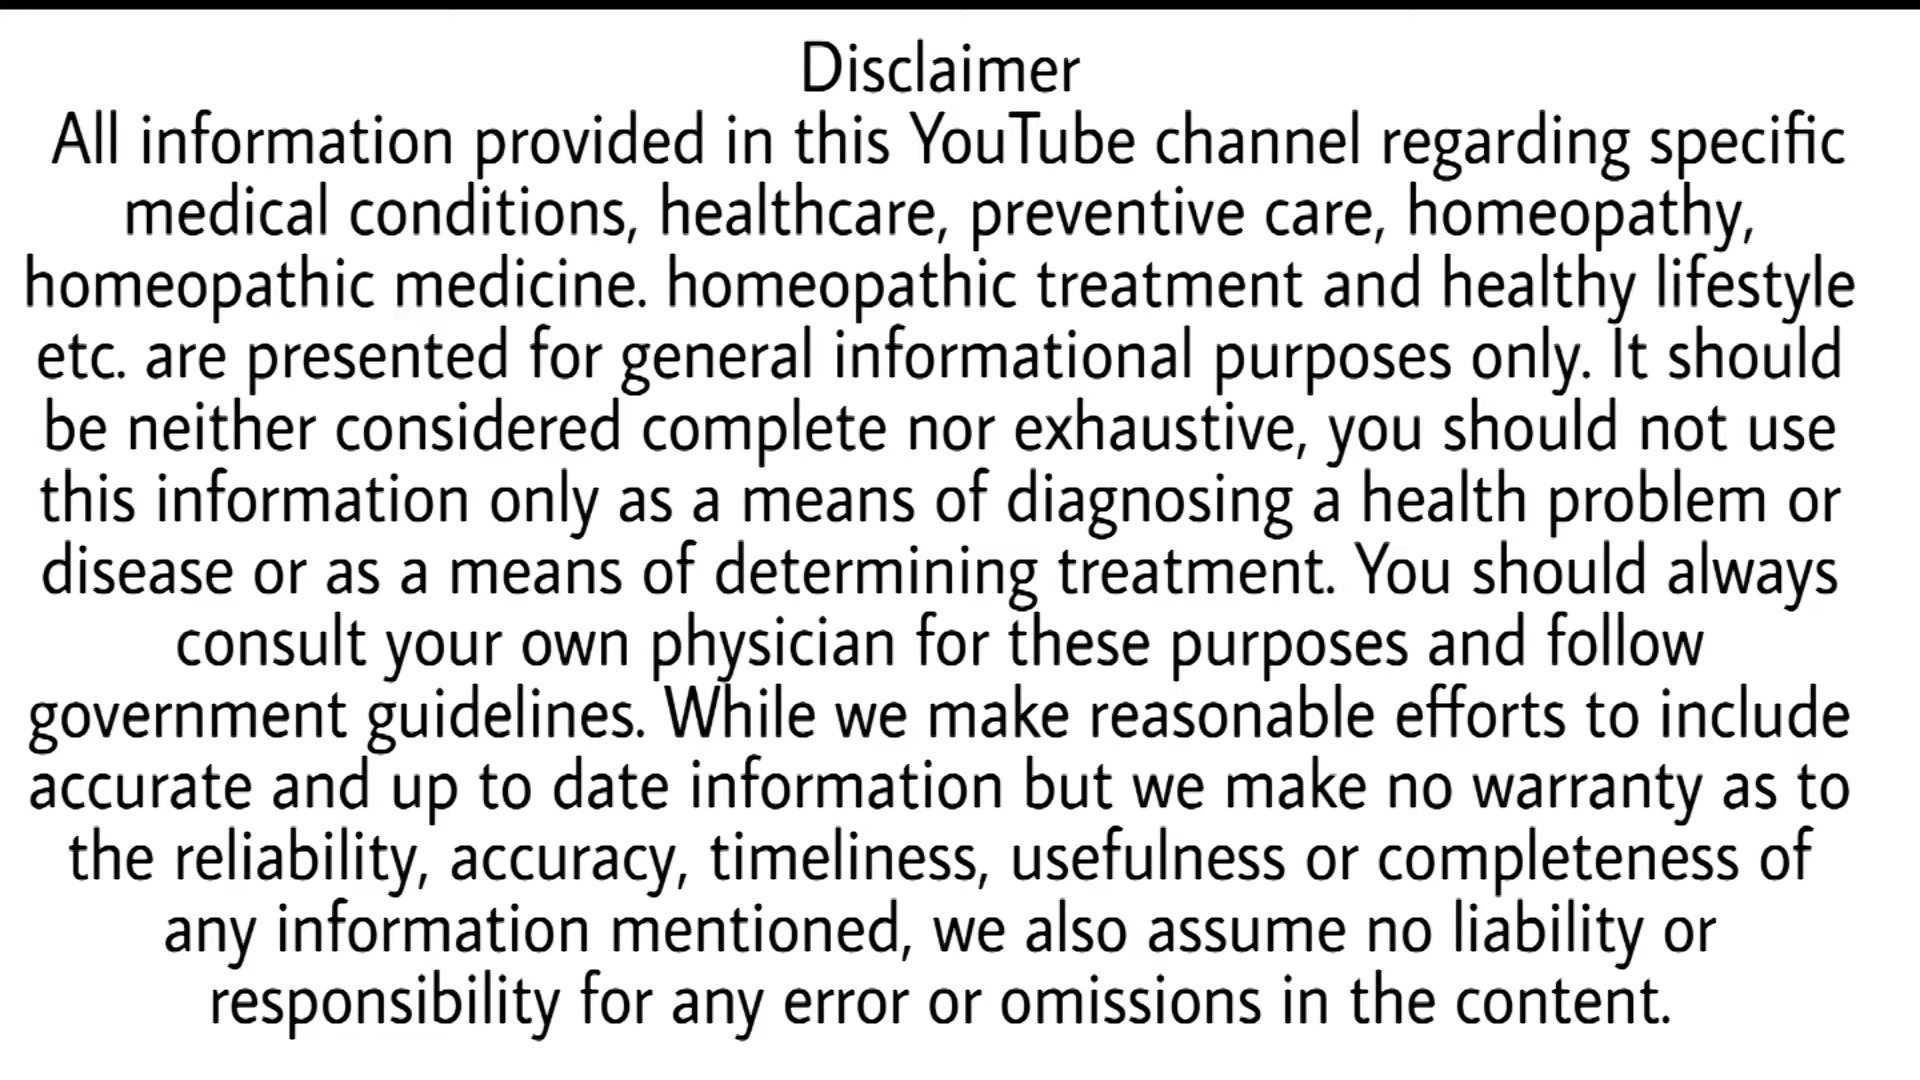 Disclaimer
All information provided in this YouTube channel regarding specific
medical conditions, healthcare, preventive care, homeopathy,
homeopathic medicine. homeopathic treatment and healthy lifestyle
etc. are presented for general informational purposes only. It should
be neither considered complete nor exhaustive, you should not use
this information only as a means of diagnosing a health problem or
disease or as a means of determining treatment. You should always
consult your own physician for these purposes and follow
government guidelines. While we make reasonable efforts to include
accurate and up to date information but we make no warranty as to
the reliability, accuracy, timeliness, usefulness or completeness of
any information mentioned, we also assume no liability or
responsibility for any error or omissions in the content.